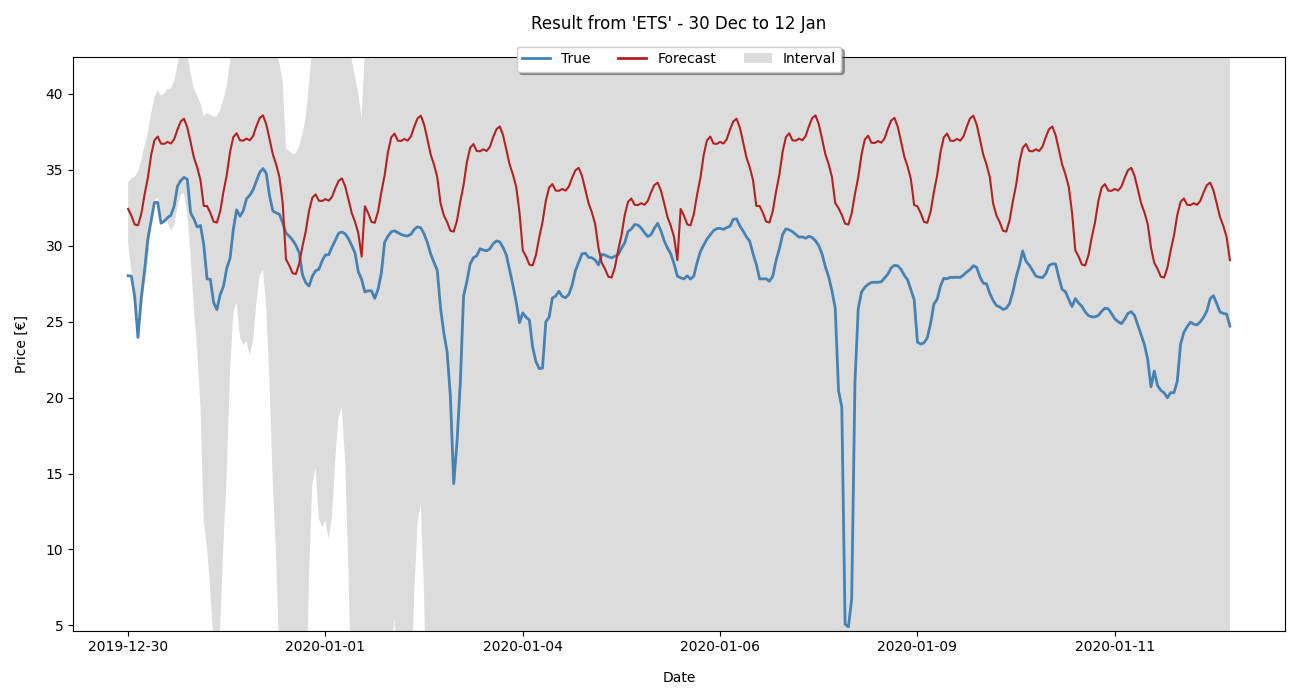 Result from 'ETS' - 30 Dec to 12 Jan
True Forecast Interval
40
35
30
25
20
15
10
5
Price [€]
2019-12-30 2020-01-01 2020-01-04 2020-01-06 2020-01-09 2020-01-11
Date